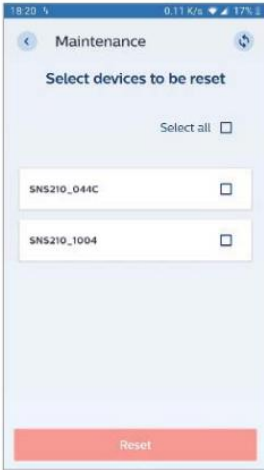 18:20
0.11 K/s 17%
Maintenance
Select devices to be reset
Select all
SNS210_044C
SNS210_1004
Reset